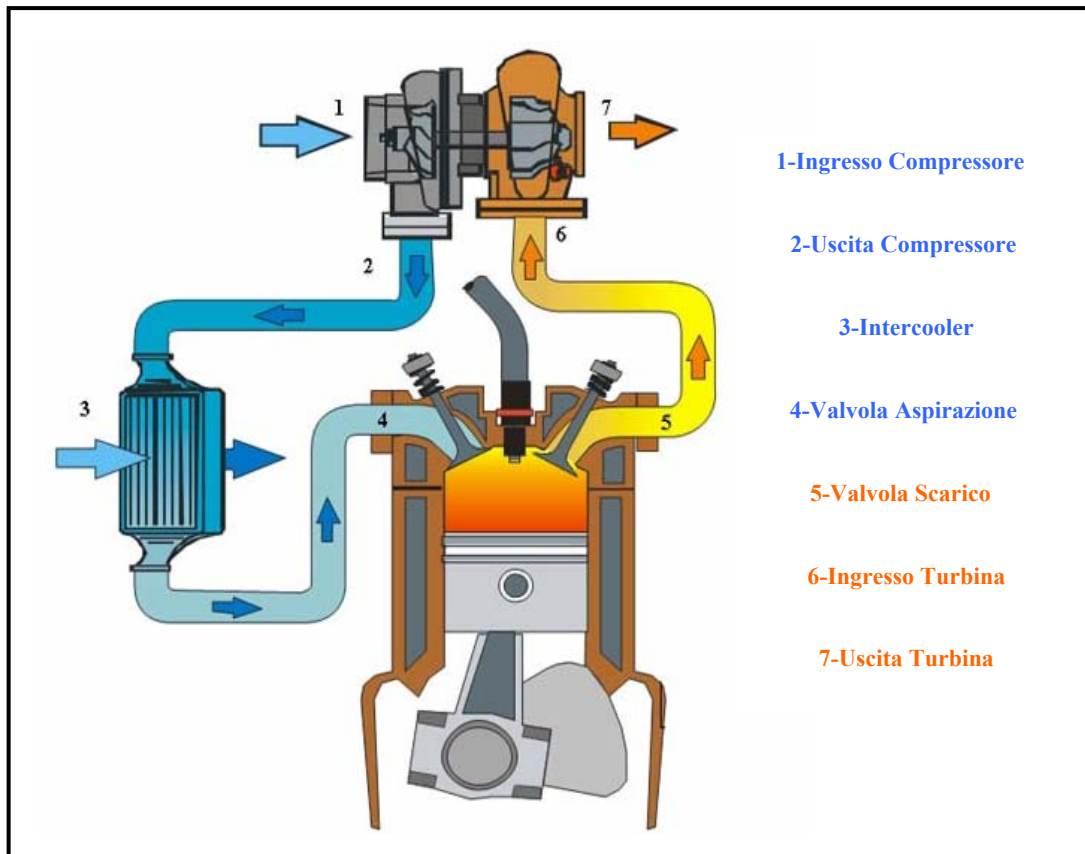 1
7
1-Ingresso Compressore
6
2-Uscita Compressore
2
3-Intercooler
3
4
5
4-Valvola Aspirazione
5-Valvola Scarico
6-Ingresso Turbina
7-Uscita Turbina